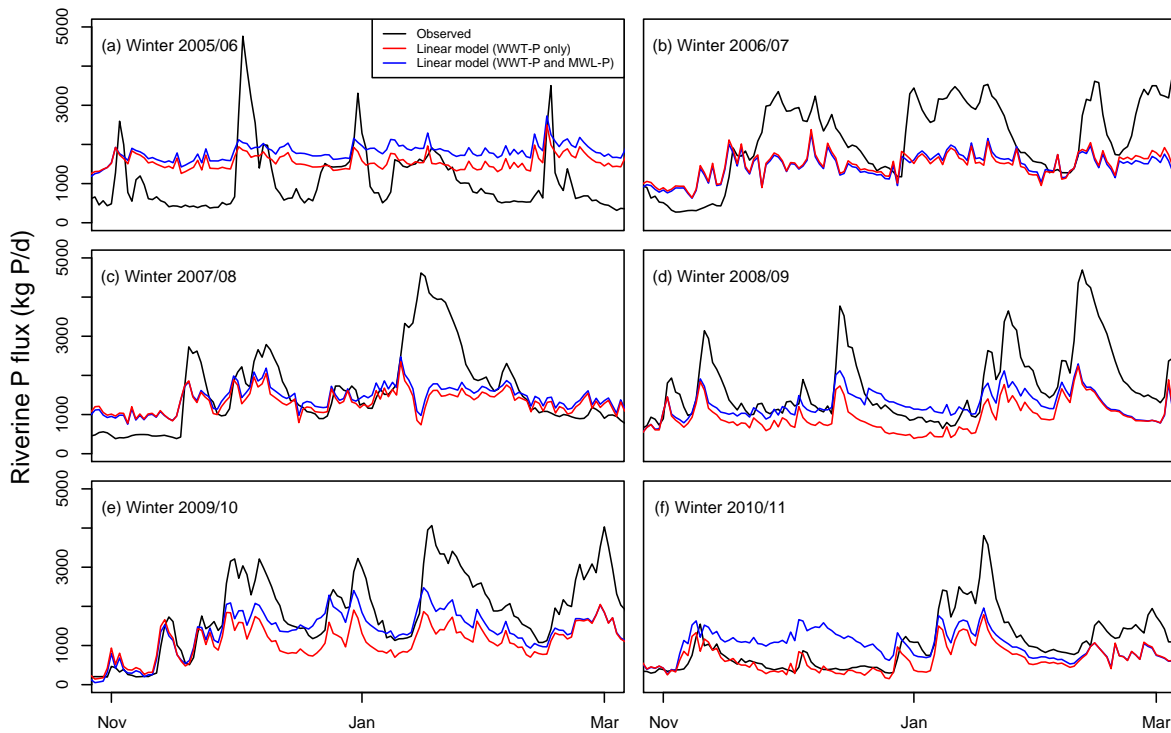 Riverine P flux (kg P/d)
(a) Winter 2005/06
Observed
Linear model (WWT-P only)
Linear model (WWT-P and MWL-P)
0 1000 3000 5000
(b) Winter 2006/07
(c) Winter 2007/08
0 1000 3000 5000
(d) Winter 2008/09
(e) Winter 2009/10
0 1000 3000 5000
(f) Winter 2010/11
Nov Jan Mar
Nov Jan Mar